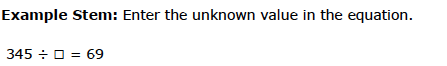 Example Stem: Enter the unknown value in the equation.
345 ÷ □ = 69